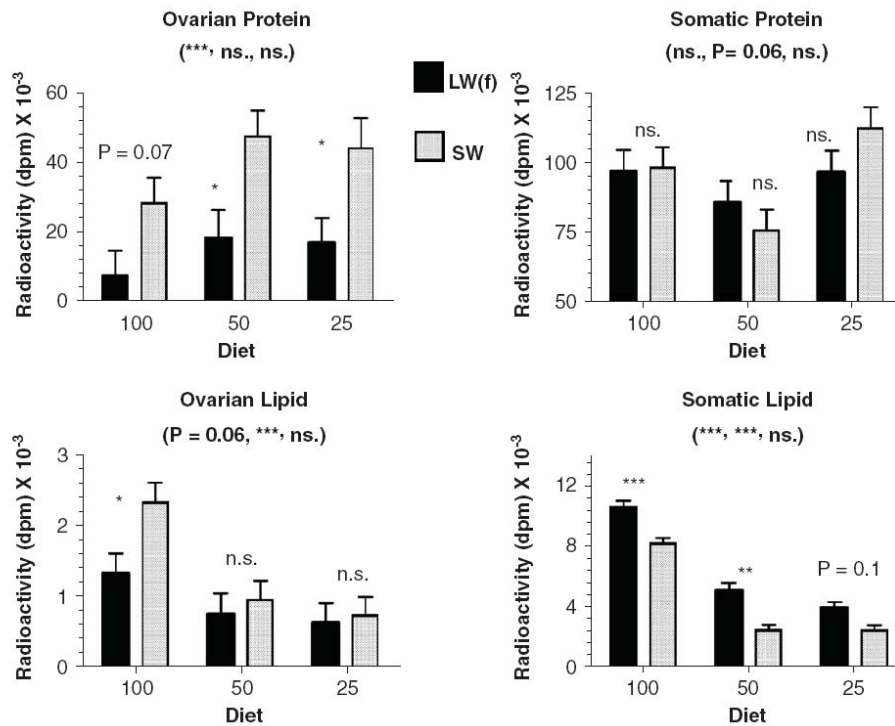 Ovarian Protein
(***, ns., ns.)
Radioactivity (dpm) X 10-3
60
40
20
0
P = 0.07
*
*
100 50 25
Diet
LW(f)
SW
Somatic Protein
(ns., P= 0.06, ns.)
Radioactivity (dpm) X 10-3
125
100
75
50
ns.
ns.
ns.
100 50 25
Diet
Ovarian Lipid
(P = 0.06, ***, ns.)
Radioactivity (dpm) X 10-3
3
2
1
0
*
n.s.
n.s.
100 50 25
Diet
Somatic Lipid
(***, ***, ns.)
Radioactivity (dpm) X 10-3
12
8
4
0
***
**
P = 0.1
100 50 25
Diet